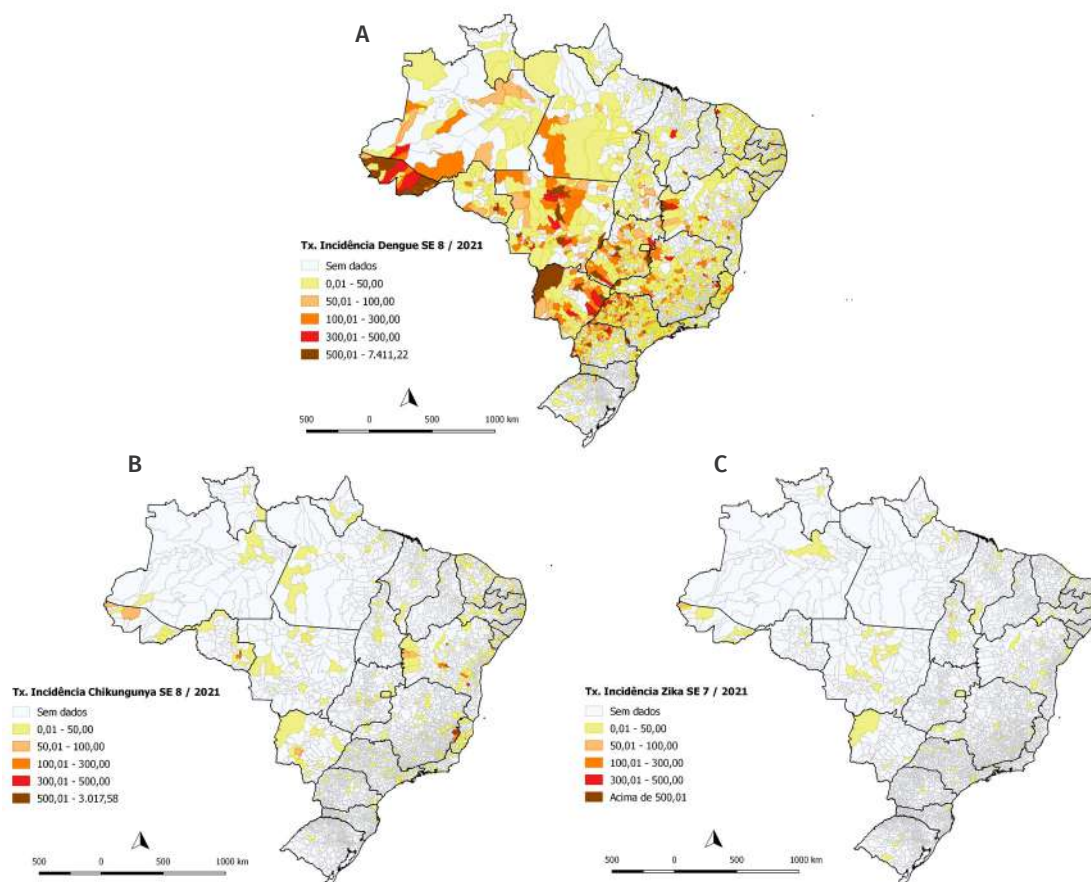 A
Tx. Incidência Dengue SE 8 / 2021
Sem dados
0,01 - 50,00
50,01 - 100,00
100,01 - 300,00
300,01 - 500,00
500,01 - 7.411,22
500 0 500 1000 km
B
Tx. Incidência Chikungunya SE 8 / 2021
Sem dados
0,01 - 50,00
50,01 - 100,00
100,01 - 300,00
300,01 - 500,00
500,01 - 3.017,58
500 0 500 1000 km
C
Tx. Incidência Zika SE 7 / 2021
Sem dados
0,01 - 50,00
50,01 - 100,00
100,01 - 300,00
300,01 - 500,00
Acima de 500,01
500 0 500 1000 km